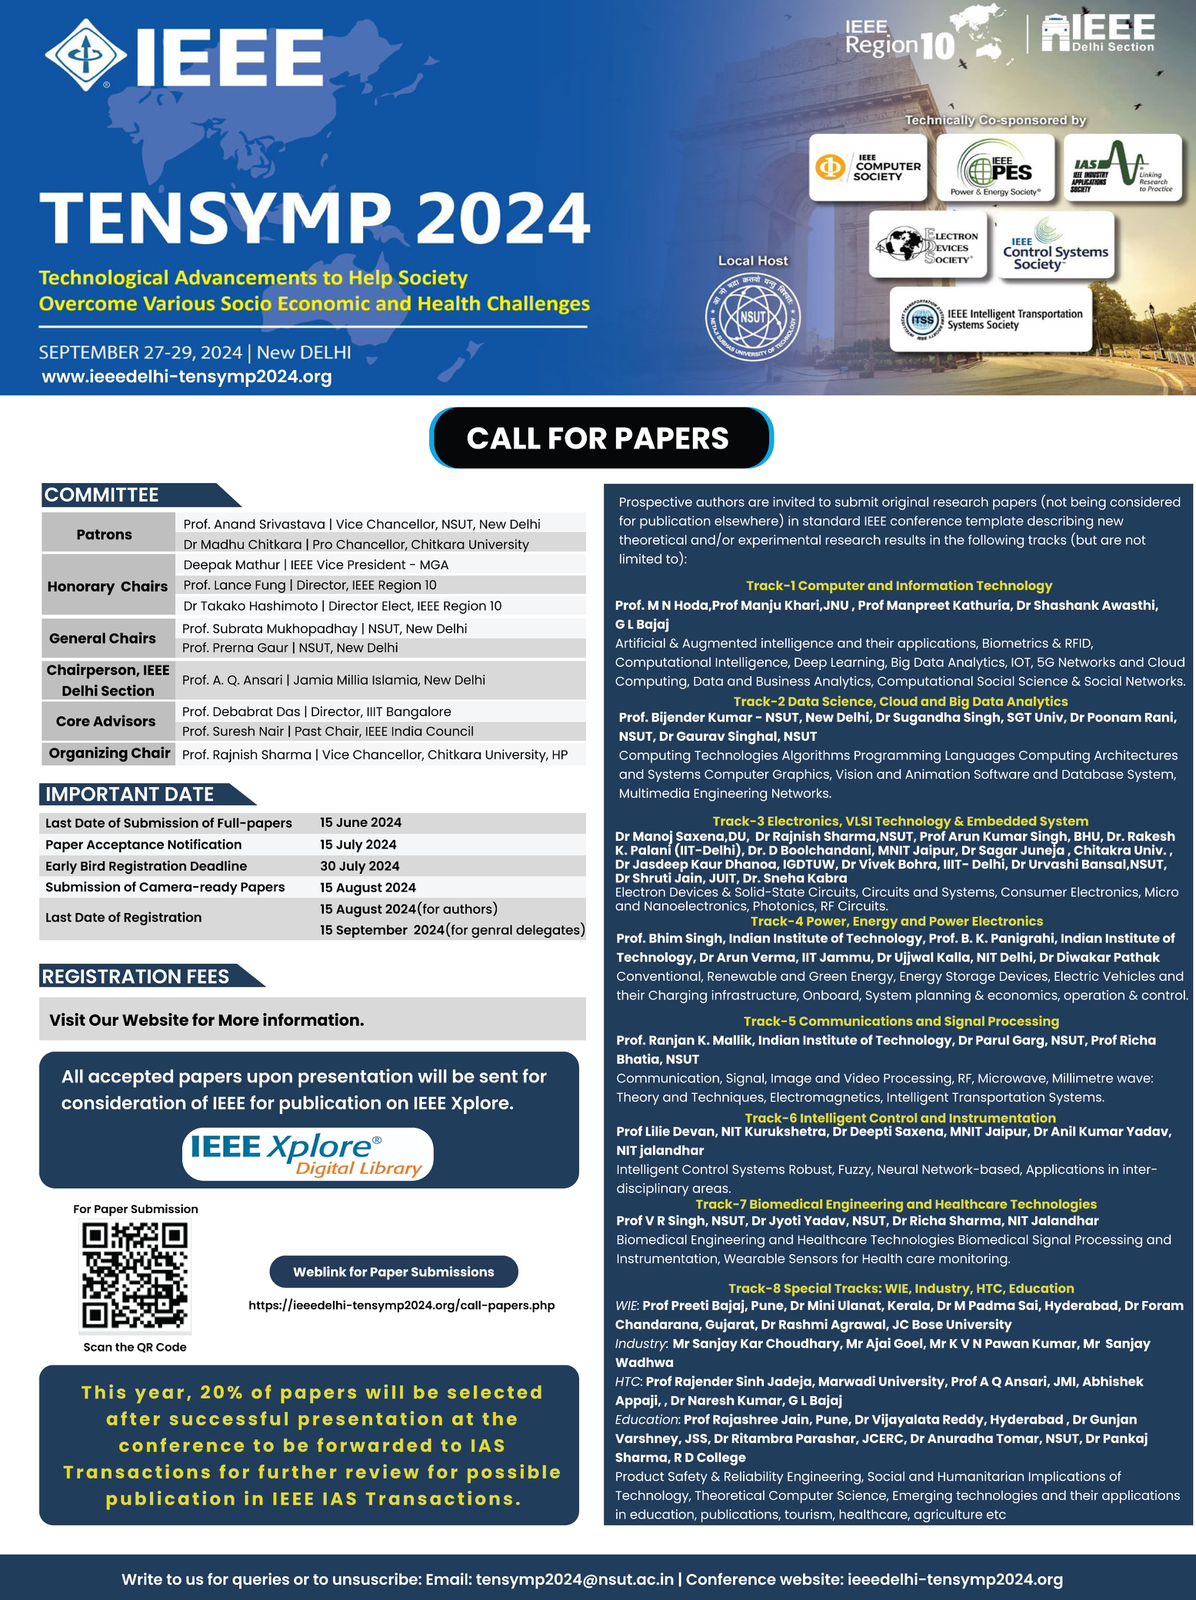 IEEE
IEEE
Region 10
IEEE
Delhi Section
Technically Co-sponsored by
IEEE
COMPUTER
SOCIETY
IEEE
PES
Power & Energy Society®
IAS
IEEE INDUSTRY
APPLICATIONS
SOCIETY
Linking
Research
to Practice
TENSYMP 2024
ELECTRON
DEVICES
SOCIETY®
IEEE
Control Systems
Society
Local Host
NSUT
Technological Advancements to Help Society
Overcome Various Socio Economic and Health Challenges
ITSS
IEEE Intelligent Transportation
Systems Society
SEPTEMBER 27-29, 2024 | New DELHI
www.ieeedelhi-tensymp2024.org
CALL FOR PAPERS
COMMITTEE
Patrons
Prof. Anand Srivastava | Vice Chancellor, NSUT, New Delhi
Dr Madhu Chitkara | Pro Chancellor, Chitkara University
Honorary Chairs
Deepak Mathur | IEEE Vice President - MGA
Prof. Lance Fung | Director, IEEE Region 10
Dr Takako Hashimoto | Director Elect, IEEE Region 10
General Chairs
Prof. Subrata Mukhopadhay | NSUT, New Delhi
Prof. Prerna Gaur | NSUT, New Delhi
Chairperson, IEEE
Delhi Section
Prof. A. Q. Ansari | Jamia Millia Islamia, New Delhi
Core Advisors
Prof. Debabrat Das | Director, IIIT Bangalore
Prof. Suresh Nair | Past Chair, IEEE India Council
Organizing Chair
Prof. Rajnish Sharma | Vice Chancellor, Chitkara University, HP
IMPORTANT DATE
Last Date of Submission of Full-papers 15 June 2024
Paper Acceptance Notification 15 July 2024
Early Bird Registration Deadline 30 July 2024
Submission of Camera-ready Papers 15 August 2024
Last Date of Registration
15 August 2024(for authors)
15 September 2024(for genral delegates)
REGISTRATION FEES
Visit Our Website for More information.
All accepted papers upon presentation will be sent for
consideration of IEEE for publication on IEEE Xplore.
IEEE Xplore®
Digital Library
For Paper Submission
Scan the QR Code
Weblink for Paper Submissions
https://ieeedelhi-tensymp2024.org/call-papers.php
This year, 20% of papers will be selected
after successful presentation at the
conference to be forwarded to IAS
Transactions for further review for possible
publication in IEEE IAS Transactions.
Prospective authors are invited to submit original research papers (not being considered
for publication elsewhere) in standard IEEE conference template describing new
theoretical and/or experimental research results in the following tracks (but are not
limited to):
Track-1 Computer and Information Technology
Prof. M N Hoda,Prof Manju Khari,JNU , Prof Manpreet Kathuria, Dr Shashank Awasthi,
G L Bajaj
Artificial & Augmented intelligence and their applications, Biometrics & RFID,
Computational Intelligence, Deep Learning, Big Data Analytics, IOT, 5G Networks and Cloud
Computing, Data and Business Analytics, Computational Social Science & Social Networks.
Track-2 Data Science, Cloud and Big Data Analytics
Prof. Bijender Kumar - NSUT, New Delhi, Dr Sugandha Singh, SGT Univ, Dr Poonam Rani,
NSUT, Dr Gaurav Singhal, NSUT
Computing Technologies Algorithms Programming Languages Computing Architectures
and Systems Computer Graphics, Vision and Animation Software and Database System,
Multimedia Engineering Networks.
Track-3 Electronics, VLSI Technology & Embedded System
Dr Manoj Saxena,DU, Dr Rajnish Sharma,NSUT, Prof Arun Kumar Singh, BHU, Dr. Rakesh
K. Palani (IIT-Delhi), Dr. D Boolchandani, MNIT Jaipur, Dr Sagar Juneja , Chitakra Univ. ,
Dr Jasdeep Kaur Dhanoa, IGDTUW, Dr Vivek Bohra, IIIT- Delhi, Dr Urvashi Bansal,NSUT,
Dr Shruti Jain, JUIT, Dr. Sneha Kabra
Electron Devices & Solid-State Circuits, Circuits and Systems, Consumer Electronics, Micro
and Nanoelectronics, Photonics, RF Circuits.
Track-4 Power, Energy and Power Electronics
Prof. Bhim Singh, Indian Institute of Technology, Prof. B. K. Panigrahi, Indian Institute of
Technology, Dr Arun Verma, IIT Jammu, Dr Ujjwal Kalla, NIT Delhi, Dr Diwakar Pathak
Conventional, Renewable and Green Energy, Energy Storage Devices, Electric Vehicles and
their Charging infrastructure, Onboard, System planning & economics, operation & control.
Track-5 Communications and Signal Processing
Prof. Ranjan K. Mallik, Indian Institute of Technology, Dr Parul Garg, NSUT, Prof Richa
Bhatia, NSUT
Communication, Signal, Image and Video Processing, RF, Microwave, Millimetre wave:
Theory and Techniques, Electromagnetics, Intelligent Transportation Systems.
Track-6 Intelligent Control and Instrumentation
Prof Lilie Devan, NIT Kurukshetra, Dr Deepti Saxena, MNIT Jaipur, Dr Anil Kumar Yadav,
NIT jalandhar
Intelligent Control Systems Robust, Fuzzy, Neural Network-based, Applications in inter-
disciplinary areas.
Track-7 Biomedical Engineering and Healthcare Technologies
Prof V R Singh, NSUT, Dr Jyoti Yadav, NSUT, Dr Richa Sharma, NIT Jalandhar
Biomedical Engineering and Healthcare Technologies Biomedical Signal Processing and
Instrumentation, Wearable Sensors for Health care monitoring.
Track-8 Special Tracks: WIE, Industry, HTC, Education
WIE: Prof Preeti Bajaj, Pune, Dr Mini Ulanat, Kerala, Dr M Padma Sai, Hyderabad, Dr Foram
Chandarana, Gujarat, Dr Rashmi Agrawal, JC Bose University
Industry: Mr Sanjay Kar Choudhary, Mr Ajai Goel, Mr K V N Pawan Kumar, Mr Sanjay
Wadhwa
HTC: Prof Rajender Sinh Jadeja, Marwadi University, Prof A Q Ansari, JMI, Abhishek
Appaji, , Dr Naresh Kumar, G L Bajaj
Education: Prof Rajashree Jain, Pune, Dr Vijayalata Reddy, Hyderabad , Dr Gunjan
Varshney, JSS, Dr Ritambra Parashar, JCERC, Dr Anuradha Tomar, NSUT, Dr Pankaj
Sharma, R D College
Product Safety & Reliability Engineering, Social and Humanitarian Implications of
Technology, Theoretical Computer Science, Emerging technologies and their applications
in education, publications, tourism, healthcare, agriculture etc
Write to us for queries or to unsuscribe: Email: tensymp2024@nsut.ac.in | Conference website: ieeedelhi-tensymp2024.org